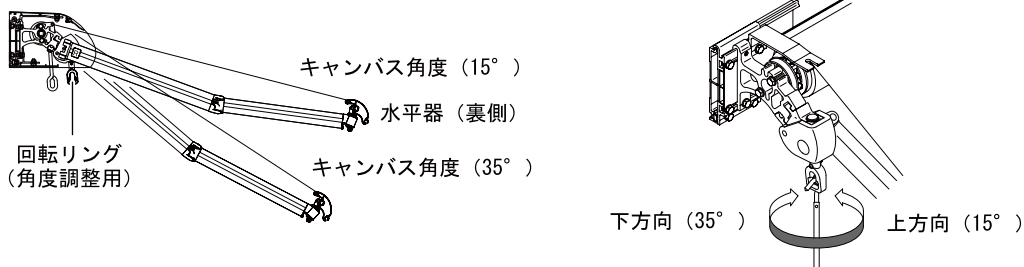 キャンバス角度（15°）
水平器（裏側）
回転リング
（角度調整用）
キャンバス角度（35°）
下方向（35°）
上方向（15°）